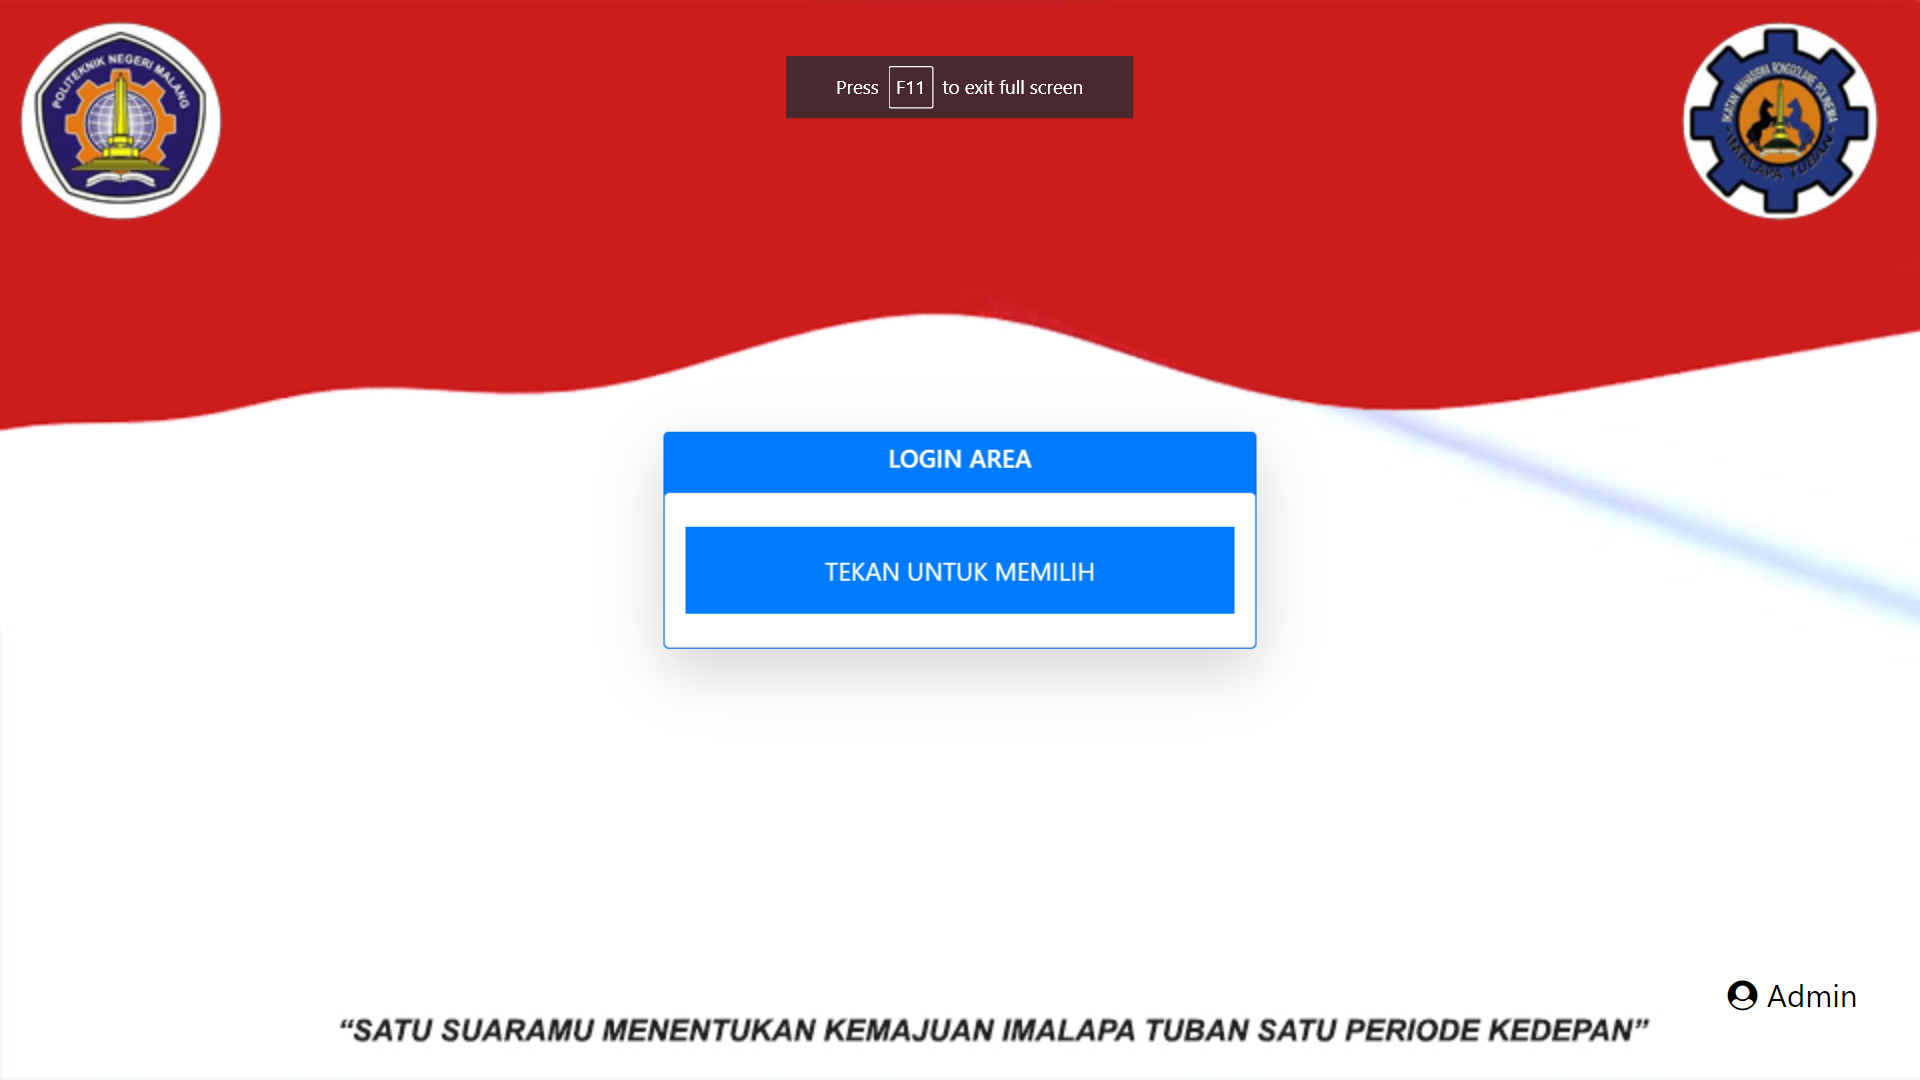 POLITEKNIK NEGERI MALANG
Press F11 to exit full screen
IKATAN MAHASISWA RONGGOLAWE POLINEMA
IMALAPA TUBAN
LOGIN AREA
TEKAN UNTUK MEMILIH
Admin
“SATU SUARAMU MENENTUKAN KEMAJUAN IMALAPA TUBAN SATU PERIODE KEDEPAN”